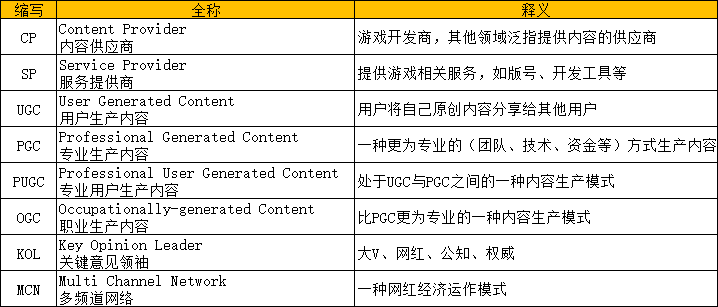 缩写 全称 释义
CP Content Provider 游戏开发商，其他领域泛指提供内容的供应商
内容供应商
SP Service Provider 提供游戏相关服务，如版号、开发工具等
服务提供商
UGC User Generated Content 用户将自己原创内容分享给其他用户
用户生产内容
PGC Professional Generated Content 一种更为专业的（团队、技术、资金等）方式生产内容
专业生产内容
PUGC Professional User Generated Content 处于UGC与PGC之间的一种内容生产模式
专业用户生产内容
OGC Occupationally-generated Content 比PGC更为专业的一种内容生产模式
职业生产内容
KOL Key Opinion Leader 大V、网红、公知、权威
关键意见领袖
MCN Multi Channel Network 一种网红经济运作模式
多频道网络